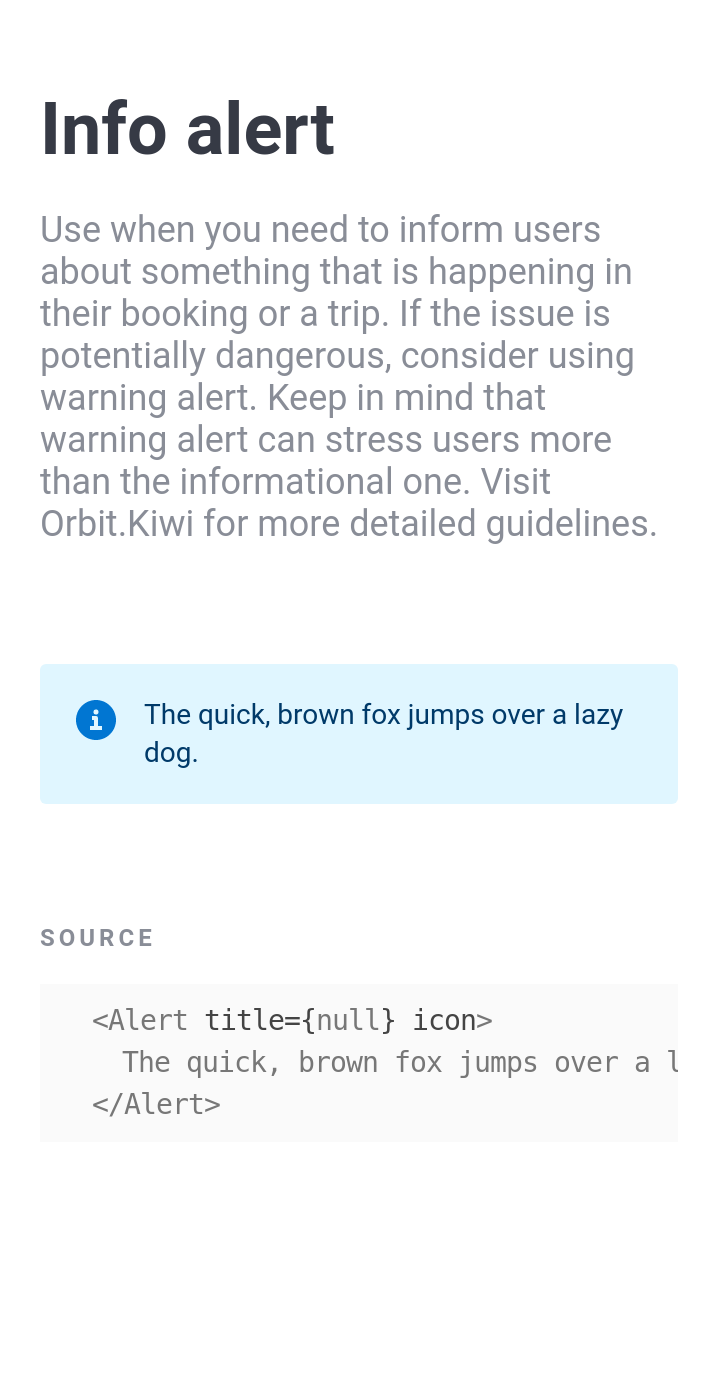 Info alert
Use when you need to inform users
about something that is happening in
their booking or a trip. If the issue is
potentially dangerous, consider using
warning alert. Keep in mind that
warning alert can stress users more
than the informational one. Visit
Orbit.Kiwi for more detailed guidelines.
The quick, brown fox jumps over a lazy
dog.
SOURCE
<Alert title={null} icon>
The quick, brown fox jumps over a l
</Alert>